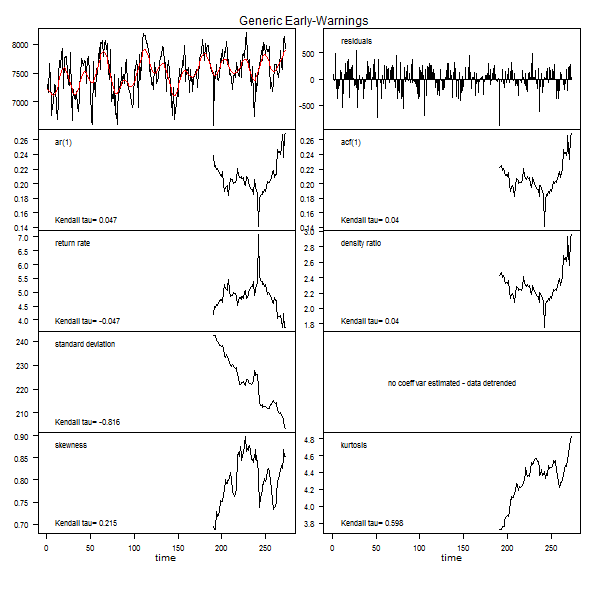 Generic Early-Warnings
8000
7500
7000
residuals
500
0
-500
ar(1)
0.26
0.24
0.22
0.20
0.18
0.16
0.14
Kendall tau= 0.047
acf(1)
0.26
0.24
0.22
0.20
0.18
0.16
0.14
Kendall tau= 0.04
return rate
7.0
6.5
6.0
5.5
5.0
4.5
4.0
Kendall tau= -0.047
density ratio
3.0
2.8
2.6
2.4
2.2
2.0
1.8
Kendall tau= 0.04
standard deviation
240
230
220
210
Kendall tau= -0.816
no coeff var estimated - data detrended
skewness
0.90
0.85
0.80
0.75
0.70
Kendall tau= 0.215
0 50 100 150 200 250
time
kurtosis
4.8
4.6
4.4
4.2
4.0
3.8
Kendall tau= 0.598
0 50 100 150 200 250
time